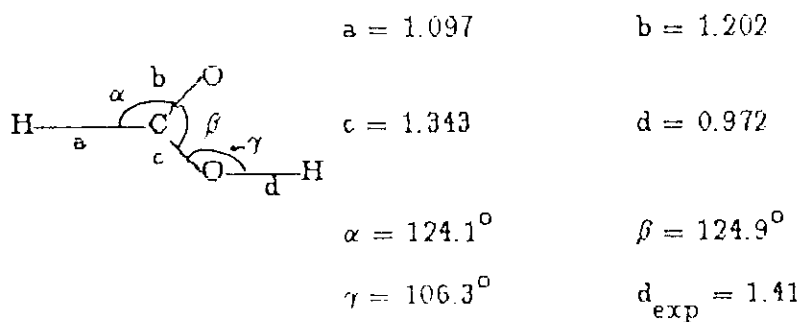 a = 1.097 b = 1.202
b O
α
H C β c = 1.343 d = 0.972
a
c γ
O H
d
α = 124.1° β = 124.9°
γ = 106.3° d_exp = 1.41